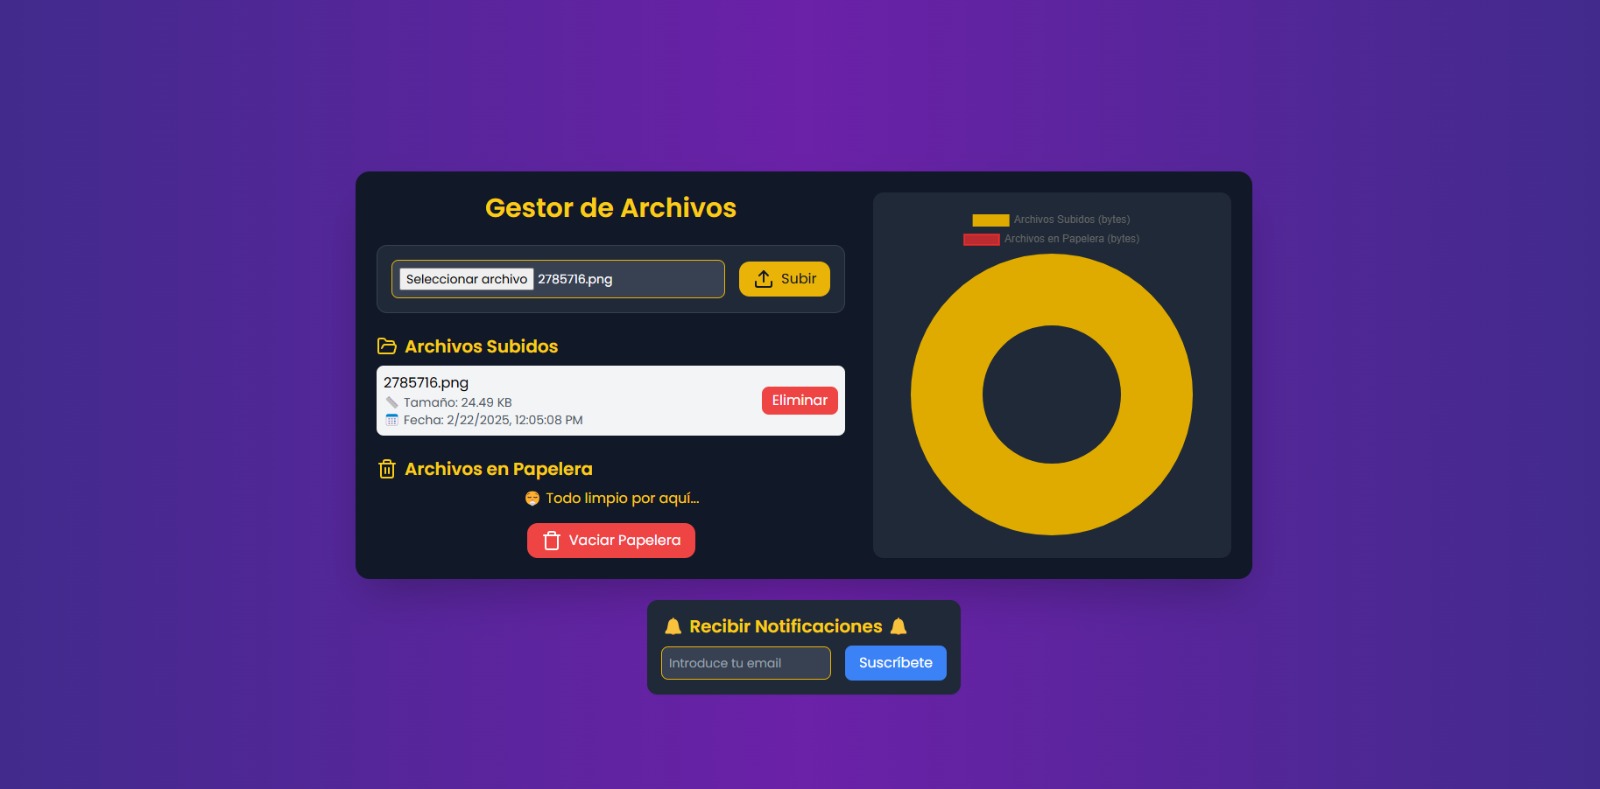 Gestor de Archivos
Seleccionar archivo 2785716.png
Subir
Archivos Subidos
2785716.png
Tamaño: 24.49 KB
Fecha: 2/22/2025, 12:05:08 PM
Eliminar
Archivos en Papelera
Todo limpio por aquí...
Vaciar Papelera
Archivos Subidos (bytes)
Archivos en Papelera (bytes)
Recibir Notificaciones
Introduce tu email
Suscríbete